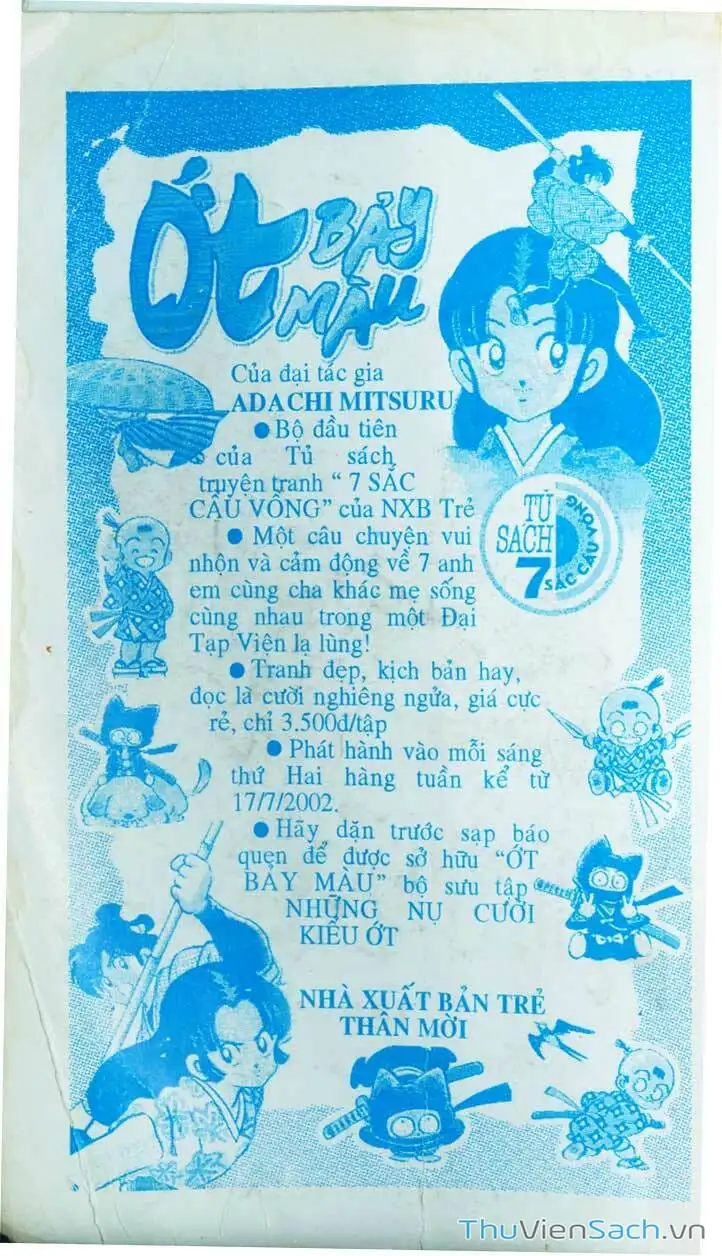 ỚT BẢY
MÀU
Của đại tác gia
ADACHI MITSURU
● Bộ đầu tiên
của Tủ sách
truyện tranh “ 7 SẮC
CẦU VỒNG” của NXB Trẻ
TỦ
SÁCH
7
SẮC CẦU VỒNG
● Một câu chuyện vui
nhộn và cảm động về 7 anh
em cùng cha khác mẹ sống
cùng nhau trong một Đại
Tạp Viện lạ lùng!
● Tranh đẹp, kịch bản hay,
đọc là cười nghiêng ngửa, giá cực
rẻ, chỉ 3.500đ/tập
● Phát hành vào mỗi sáng
thứ Hai hàng tuần kể từ
17/7/2002.
● Hãy dặn trước sạp báo
quen để được sở hữu “ỚT
BẢY MÀU” bộ sưu tập
NHỮNG NỤ CƯỜI
KIỂU ỚT
NHÀ XUẤT BẢN TRẺ
THÂN MỜI
ThuVienSach.vn